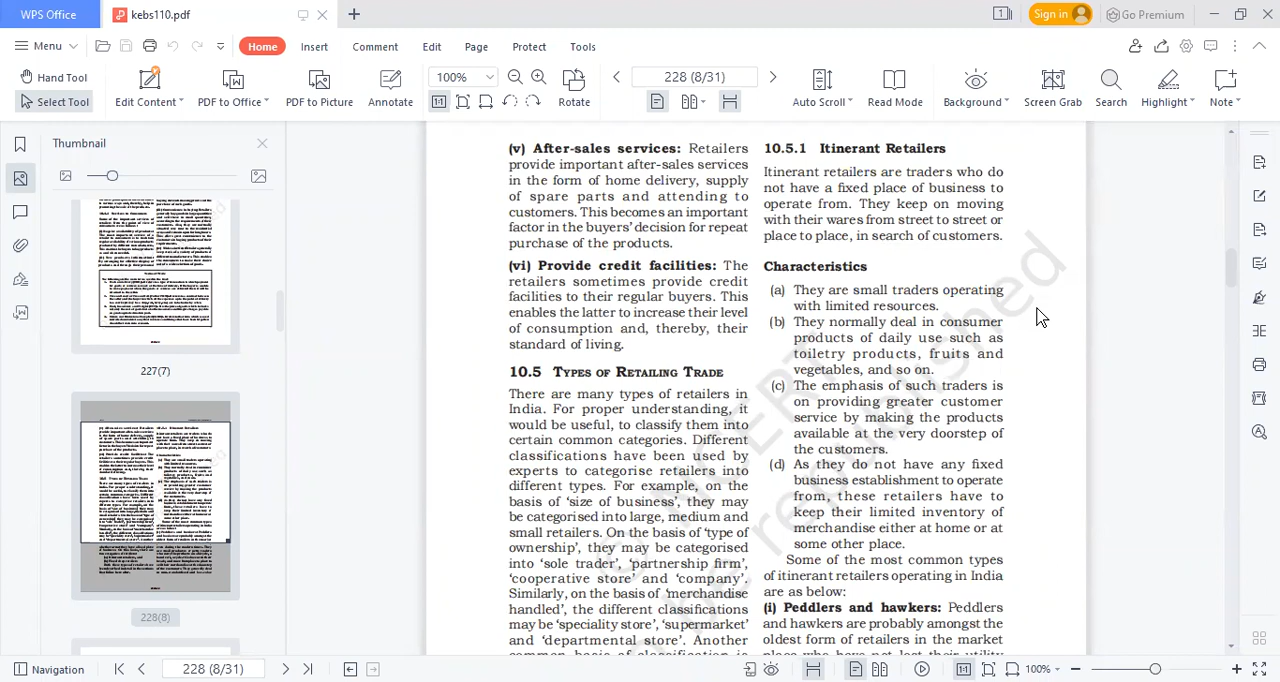 WPS Office
kebs110.pdf
1
Sign in
Go Premium
Menu
Home
Insert
Comment
Edit
Page
Protect
Tools
Hand Tool
Select Tool
Edit Content
PDF to Office
PDF to Picture
Annotate
100%
Rotate
228 (8/31)
Auto Scroll
Read Mode
Background
Screen Grab
Search
Highlight
Note
Thumbnail
227(7)
228(8)
(v) After-sales services: Retailers
provide important after-sales services
in the form of home delivery, supply
of spare parts and attending to
customers. This becomes an important
factor in the buyers' decision for repeat
purchase of the products.
(vi) Provide credit facilities: The
retailers sometimes provide credit
facilities to their regular buyers. This
enables the latter to increase their level
of consumption and, thereby, their
standard of living.
10.5 TYPES OF RETAILING TRADE
There are many types of retailers in
India. For proper understanding, it
would be useful, to classify them into
certain common categories. Different
classifications have been used by
experts to categorise retailers into
different types. For example, on the
basis of 'size of business', they may
be categorised into large, medium and
small retailers. On the basis of 'type of
ownership', they may be categorised
into 'sole trader', 'partnership firm',
'cooperative store' and 'company'.
Similarly, on the basis of 'merchandise
handled', the different classifications
may be 'speciality store', 'supermarket'
and 'departmental store'. Another
common basis of classification is
10.5.1 Itinerant Retailers
Itinerant retailers are traders who do
not have a fixed place of business to
operate from. They keep on moving
with their wares from street to street or
place to place, in search of customers.
Characteristics
(a) They are small traders operating
with limited resources.
(b) They normally deal in consumer
products of daily use such as
toiletry products, fruits and
vegetables, and so on.
(c) The emphasis of such traders is
on providing greater customer
service by making the products
available at the very doorstep of
the customers.
(d) As they do not have any fixed
business establishment to operate
from, these retailers have to
keep their limited inventory of
merchandise either at home or at
some other place.
Some of the most common types
of itinerant retailers operating in India
are as below:
(i) Peddlers and hawkers: Peddlers
and hawkers are probably amongst the
oldest form of retailers in the market
place who have not lost their utility
NCERT
republished
Navigation
228 (8/31)
100%